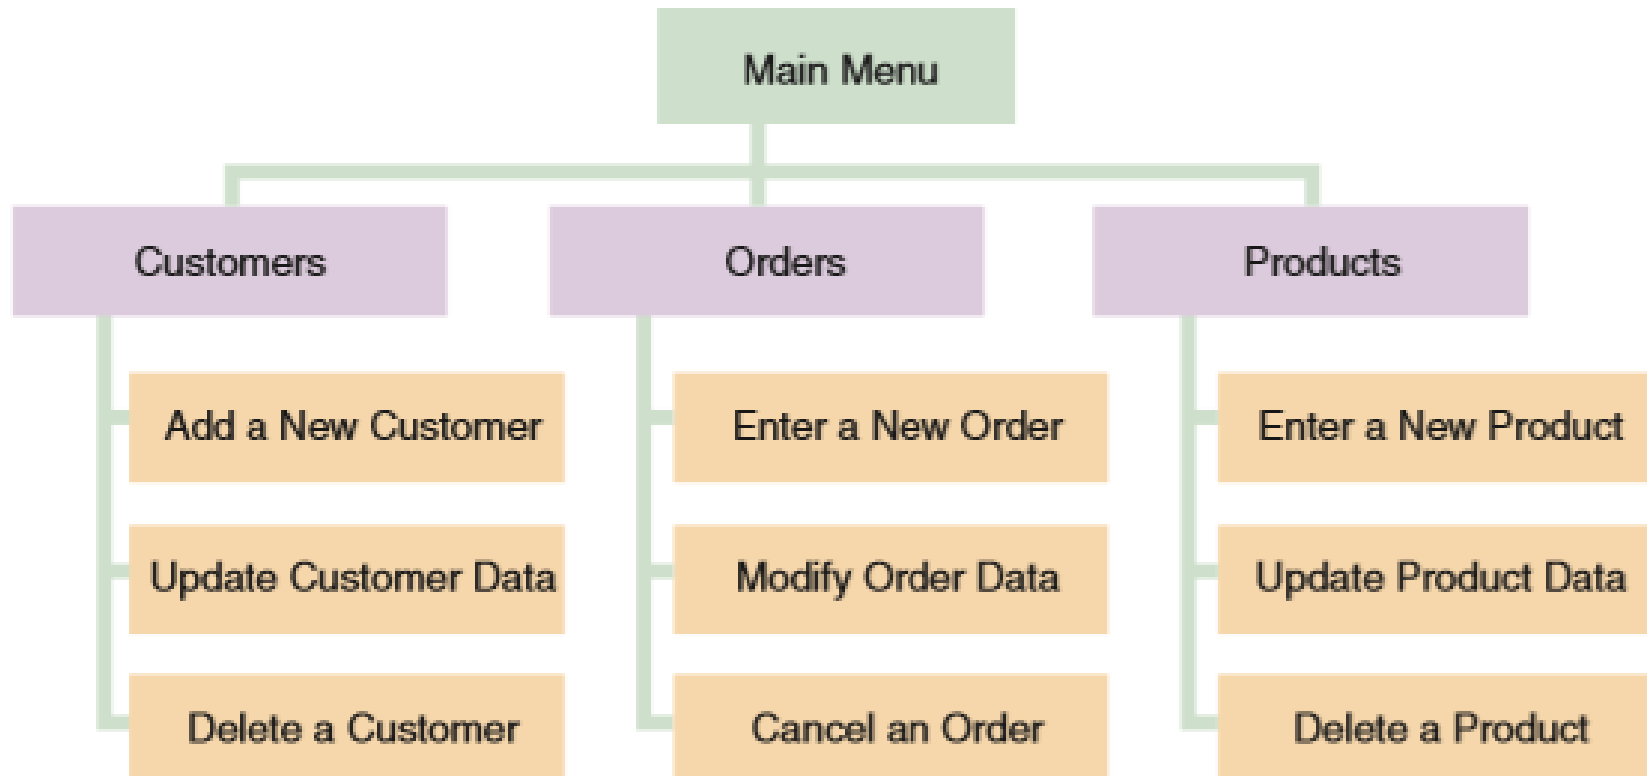 Main Menu
Customers
Orders
Products
Add a New Customer
Enter a New Order
Enter a New Product
Update Customer Data
Modify Order Data
Update Product Data
Delete a Customer
Cancel an Order
Delete a Product